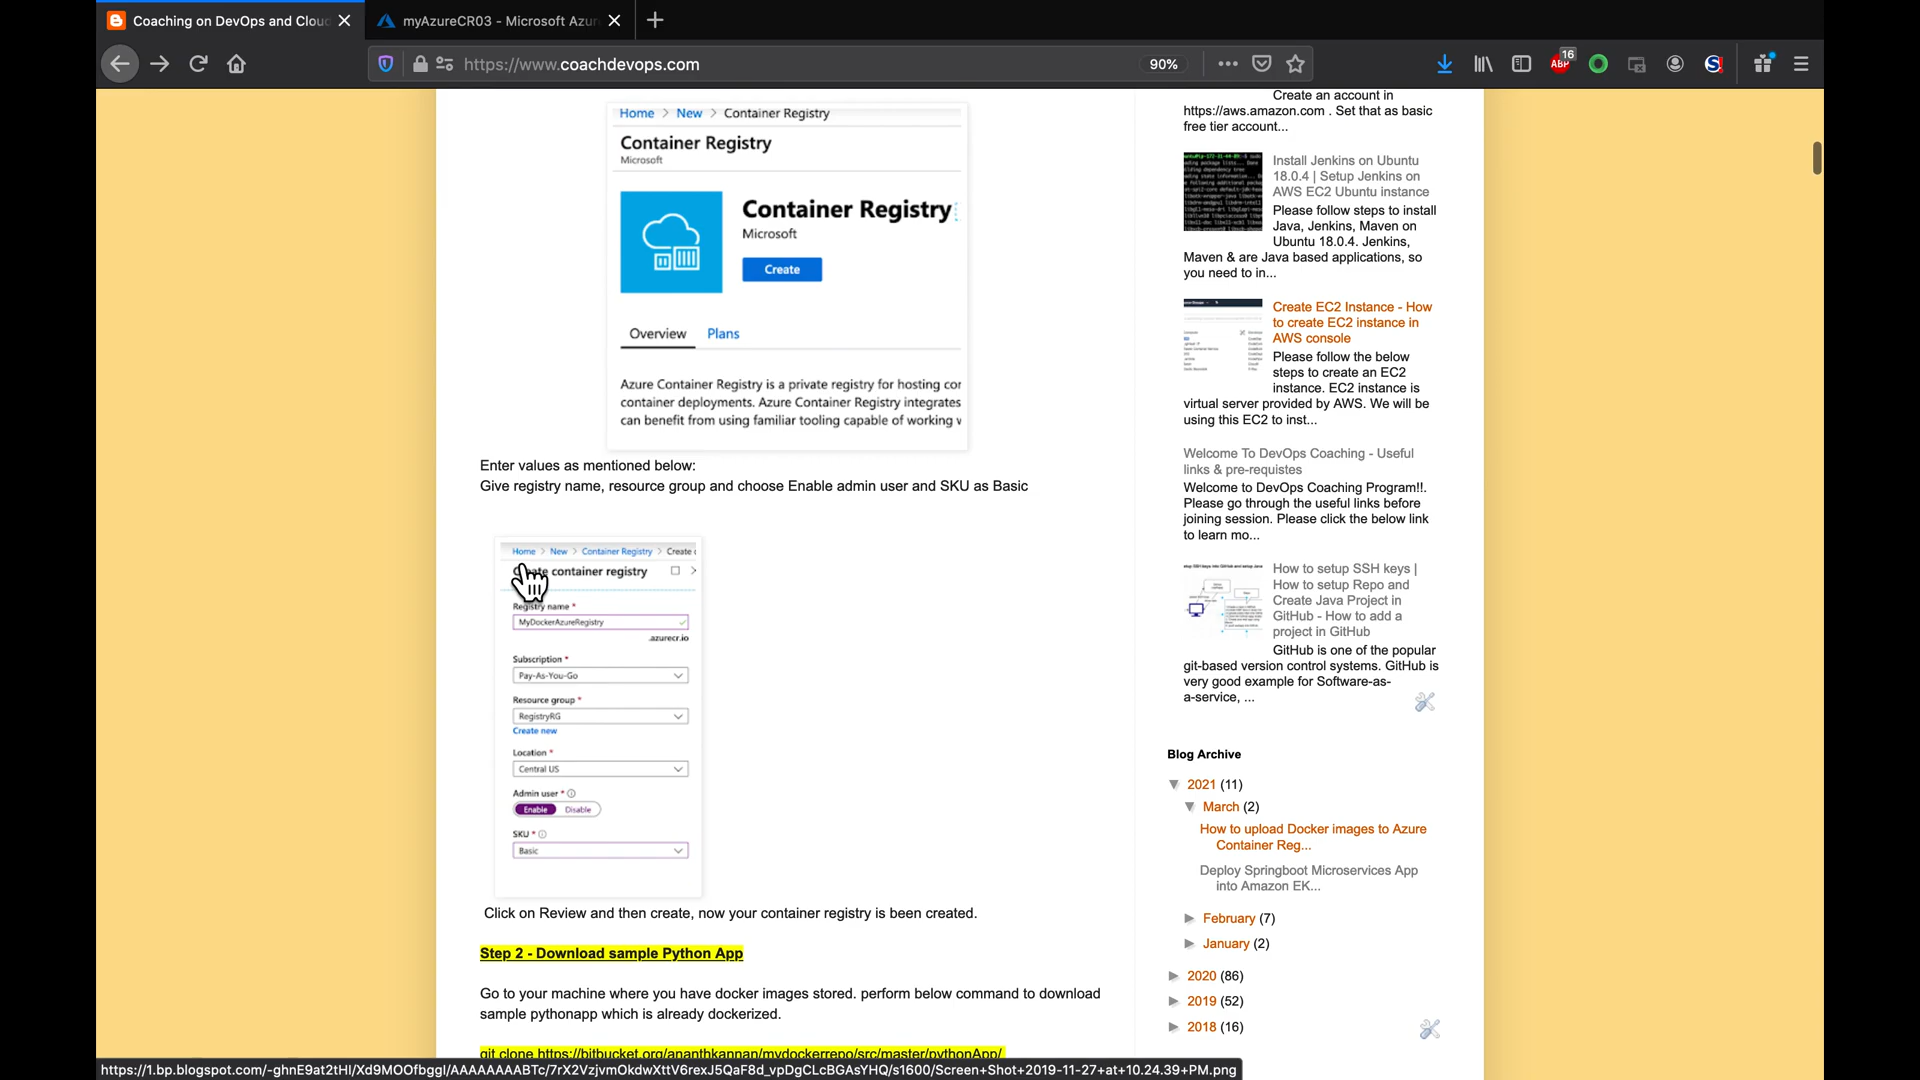 Coaching on DevOps and Clou
myAzureCR03 - Microsoft Azur
https://www.coachdevops.com
90%
16
ABP
Home > New > Container Registry
Container Registry
Microsoft
Container Registry
Microsoft
Create
Overview
Plans
Azure Container Registry is a private registry for hosting cor
container deployments. Azure Container Registry integrates
can benefit from using familiar tooling capable of working v
Enter values as mentioned below:
Give registry name, resource group and choose Enable admin user and SKU as Basic
Home > New > Container Registry > Create c
Create container registry
Registry name *
MyDockerAzureRegistry
.azurecr.io
Subscription *
Pay-As-You-Go
Resource group *
RegistryRG
Create new
Location *
Central US
Admin user *
Enable
Disable
SKU *
Basic
Click on Review and then create, now your container registry is been created.
Step 2 - Download sample Python App
Go to your machine where you have docker images stored. perform below command to download
sample pythonapp which is already dockerized.
git clone https://bitbucket.org/ananthkannan/mydockerrepo/src/master/pythonApp/
Create an account in
https://aws.amazon.com . Set that as basic
free tier account...
Install Jenkins on Ubuntu
18.0.4 | Setup Jenkins on
AWS EC2 Ubuntu instance
Please follow steps to install
Java, Jenkins, Maven on
Ubuntu 18.0.4. Jenkins,
Maven & are Java based applications, so
you need to in...
Create EC2 Instance - How
to create EC2 instance in
AWS console
Please follow the below
steps to create an EC2
instance. EC2 instance is
virtual server provided by AWS. We will be
using this EC2 to inst...
Welcome To DevOps Coaching - Useful
links & pre-requistes
Welcome to DevOps Coaching Program!!.
Please go through the useful links before
joining session. Please click the below link
to learn mo...
How to setup SSH keys |
How to setup Repo and
Create Java Project in
GitHub - How to add a
project in GitHub
GitHub is one of the popular
git-based version control systems. GitHub is
very good example for Software-as-
a-service, ...
Blog Archive
▼ 2021 (11)
▼ March (2)
How to upload Docker images to Azure
Container Reg...
Deploy Springboot Microservices App
into Amazon EK...
► February (7)
► January (2)
► 2020 (86)
► 2019 (52)
► 2018 (16)
https://1.bp.blogspot.com/-ghnE9at2tHI/Xd9MOOfbggI/AAAAAAAABTc/7rX2VzjvmOkdwXttV6rexJ5QaF8d_vpDgCLcBGAsYHQ/s1600/Screen+Shot+2019-11-27+at+10.24.39+PM.png